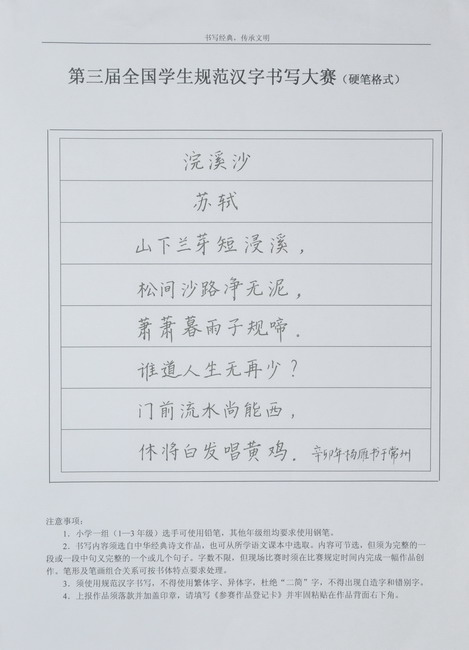 书写经典，传承文明
第三届全国学生规范汉字书写大赛（硬笔格式）
浣溪沙
苏轼
山下兰芽短浸溪，
松间沙路净无泥，
萧萧暮雨子规啼．
谁道人生无再少？
门前流水尚能西，
休将白发唱黄鸡．辛卯年杨雁书于常州
注意事项：
1．小学一组（1—3 年级）选手可使用铅笔，其他年级组均要求使用钢笔。
2．书写内容须选自中华经典诗文作品，也可从所学语文课本中选取。内容可节选，但须为完整的一
段或一段中句文完整的一个或几个句子。字数不限，但现场比赛时须在比赛规定时间内完成一幅作品创
作。笔形及笔画组合关系可按书体特点要求处理。
3．须使用规范汉字书写，不得使用繁体字、异体字，杜绝“二简”字，不得出现自造字和错别字。
4．上报作品须落款并加盖印章，请填写《参赛作品登记卡》并牢固粘贴在作品背面右下角。